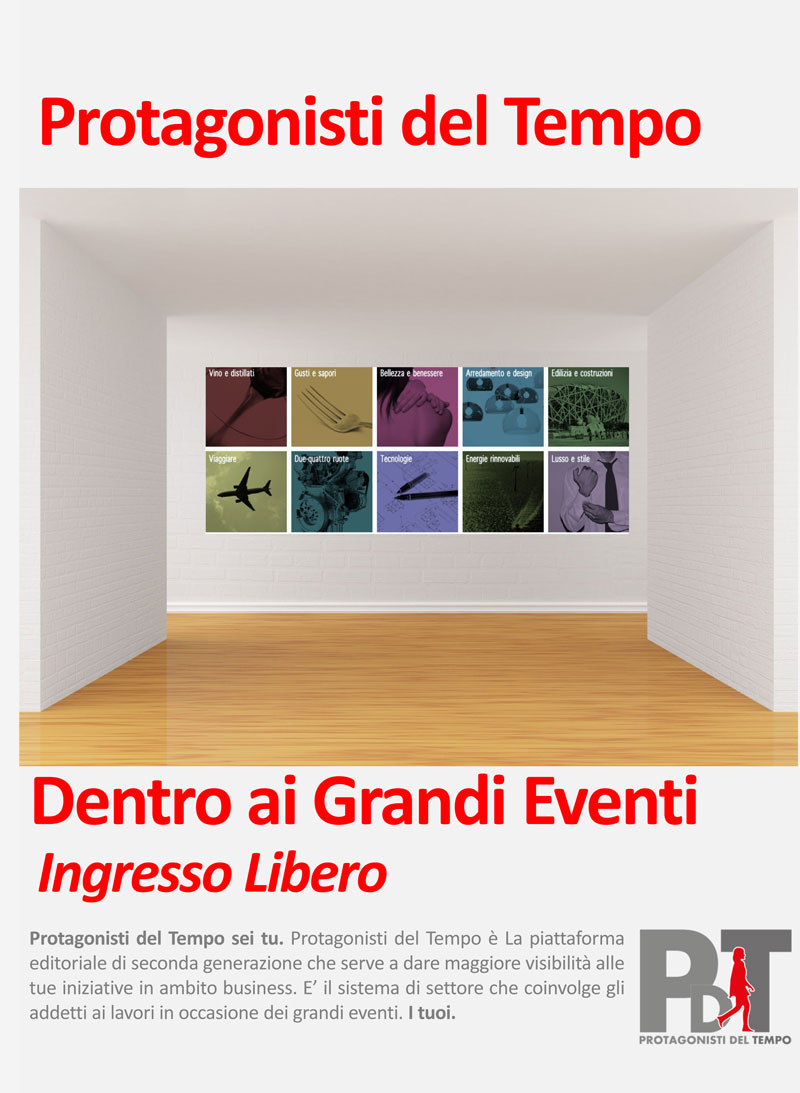 Protagonisti del Tempo
Vino e distillati
Gusti e sapori
Bellezza e benessere
Arredamento e design
Edilizia e costruzioni
Viaggiare
Due-quattro ruote
Tecnologie
Energie rinnovabili
Lusso e stile
Dentro ai Grandi Eventi
Ingresso Libero
Protagonisti del Tempo sei tu. Protagonisti del Tempo è La piattaforma
editoriale di seconda generazione che serve a dare maggiore visibilità alle
tue iniziative in ambito business. E’ il sistema di settore che coinvolge gli
addetti ai lavori in occasione dei grandi eventi. I tuoi.
PDT
PROTAGONISTI DEL TEMPO